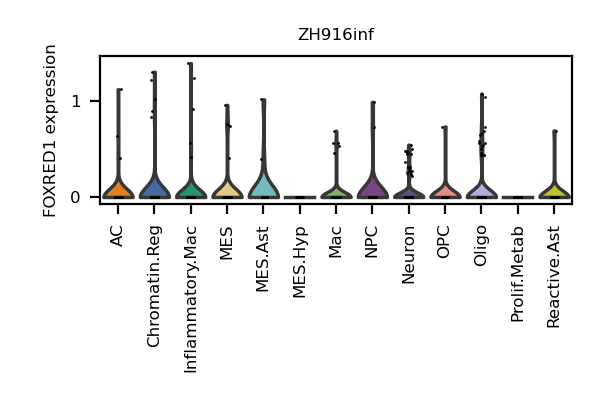 ZH916inf
FOXRED1 expression
1
0
AC
Chromatin.Reg
Inflammatory.Mac
MES
MES.Ast
MES.Hyp
Mac
NPC
Neuron
OPC
Oligo
Prolif.Metab
Reactive.Ast